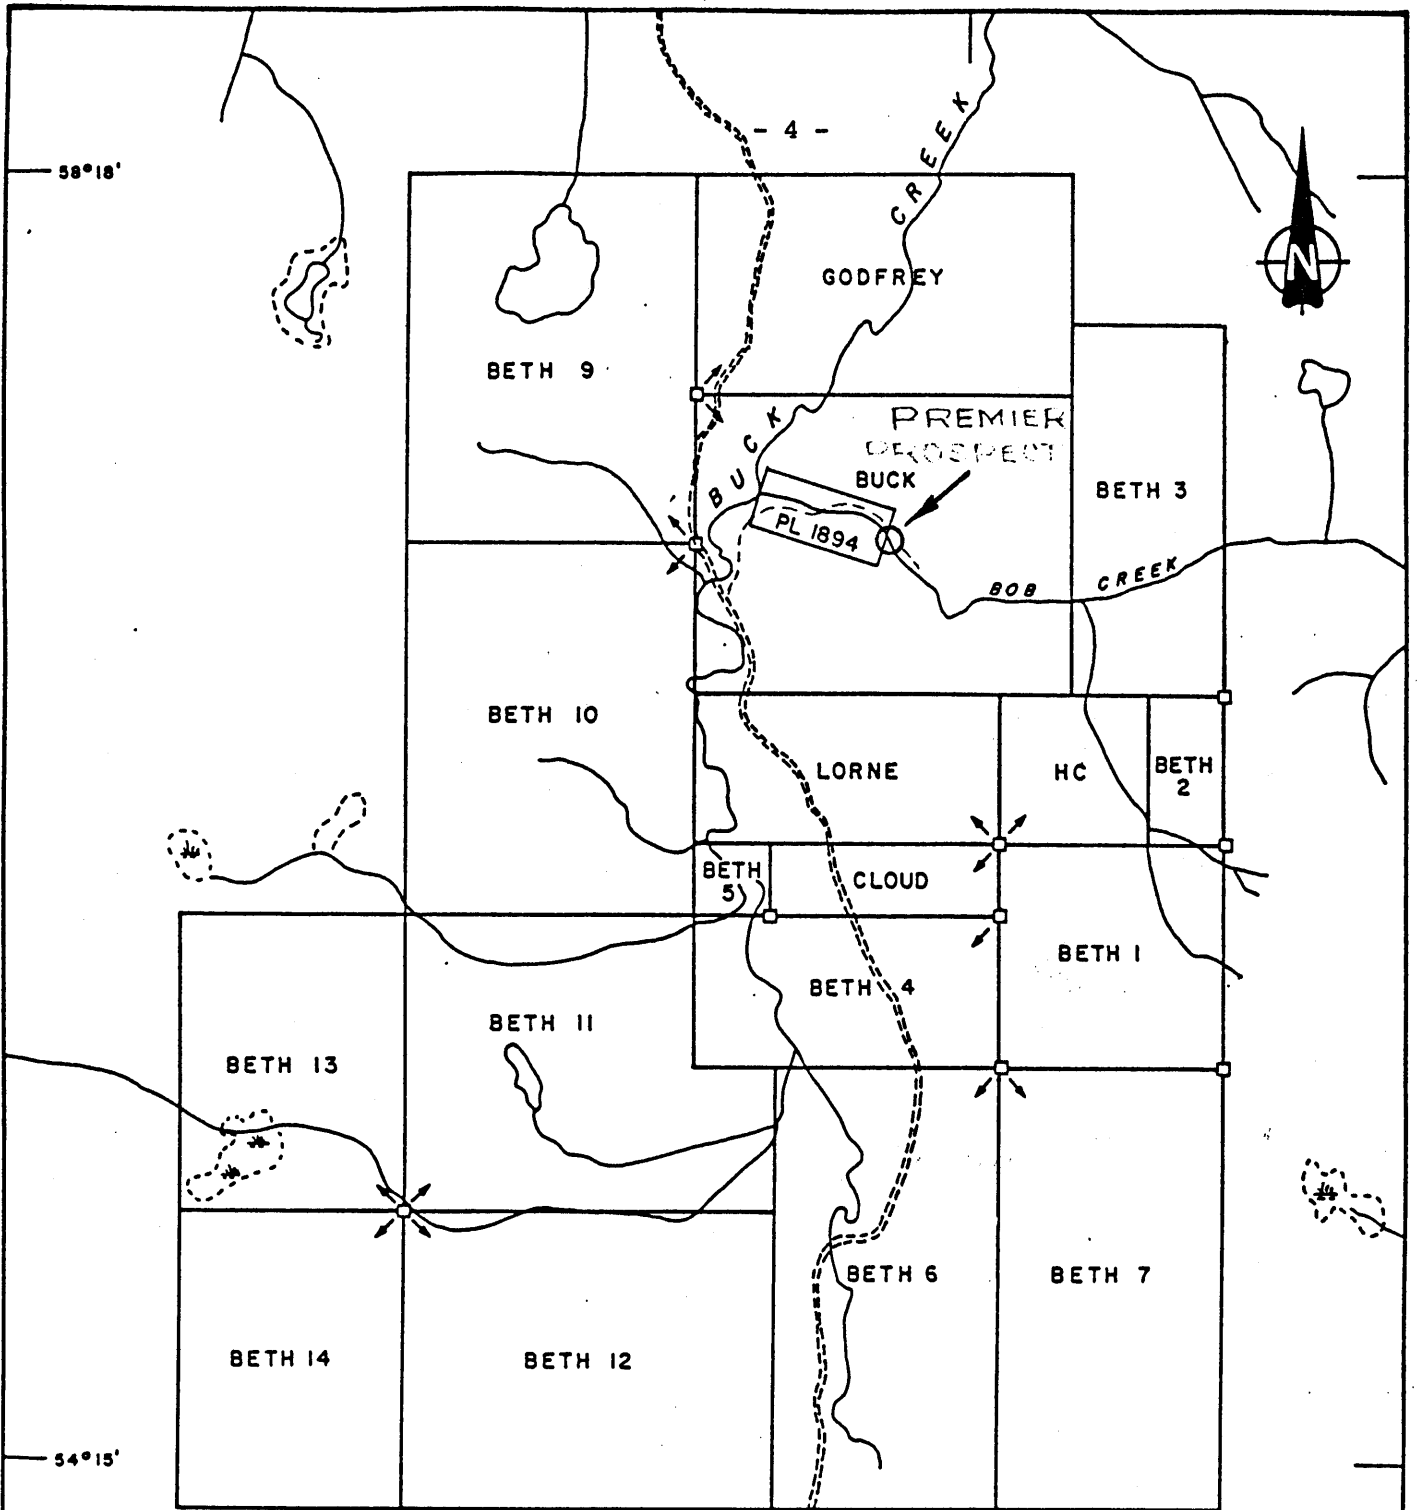 - 4 -
58°18'
CREEK
N
GODFREY
BETH 9
PREMIER
PROSPECT
BUCK
BUCK
BETH 3
PL 1894
BOB CREEK
BETH 10
LORNE
HC
BETH
2
BETH
5
CLOUD
BETH 1
BETH 4
BETH 11
BETH 13
BETH 6
BETH 7
BETH 14
BETH 12
54°15'